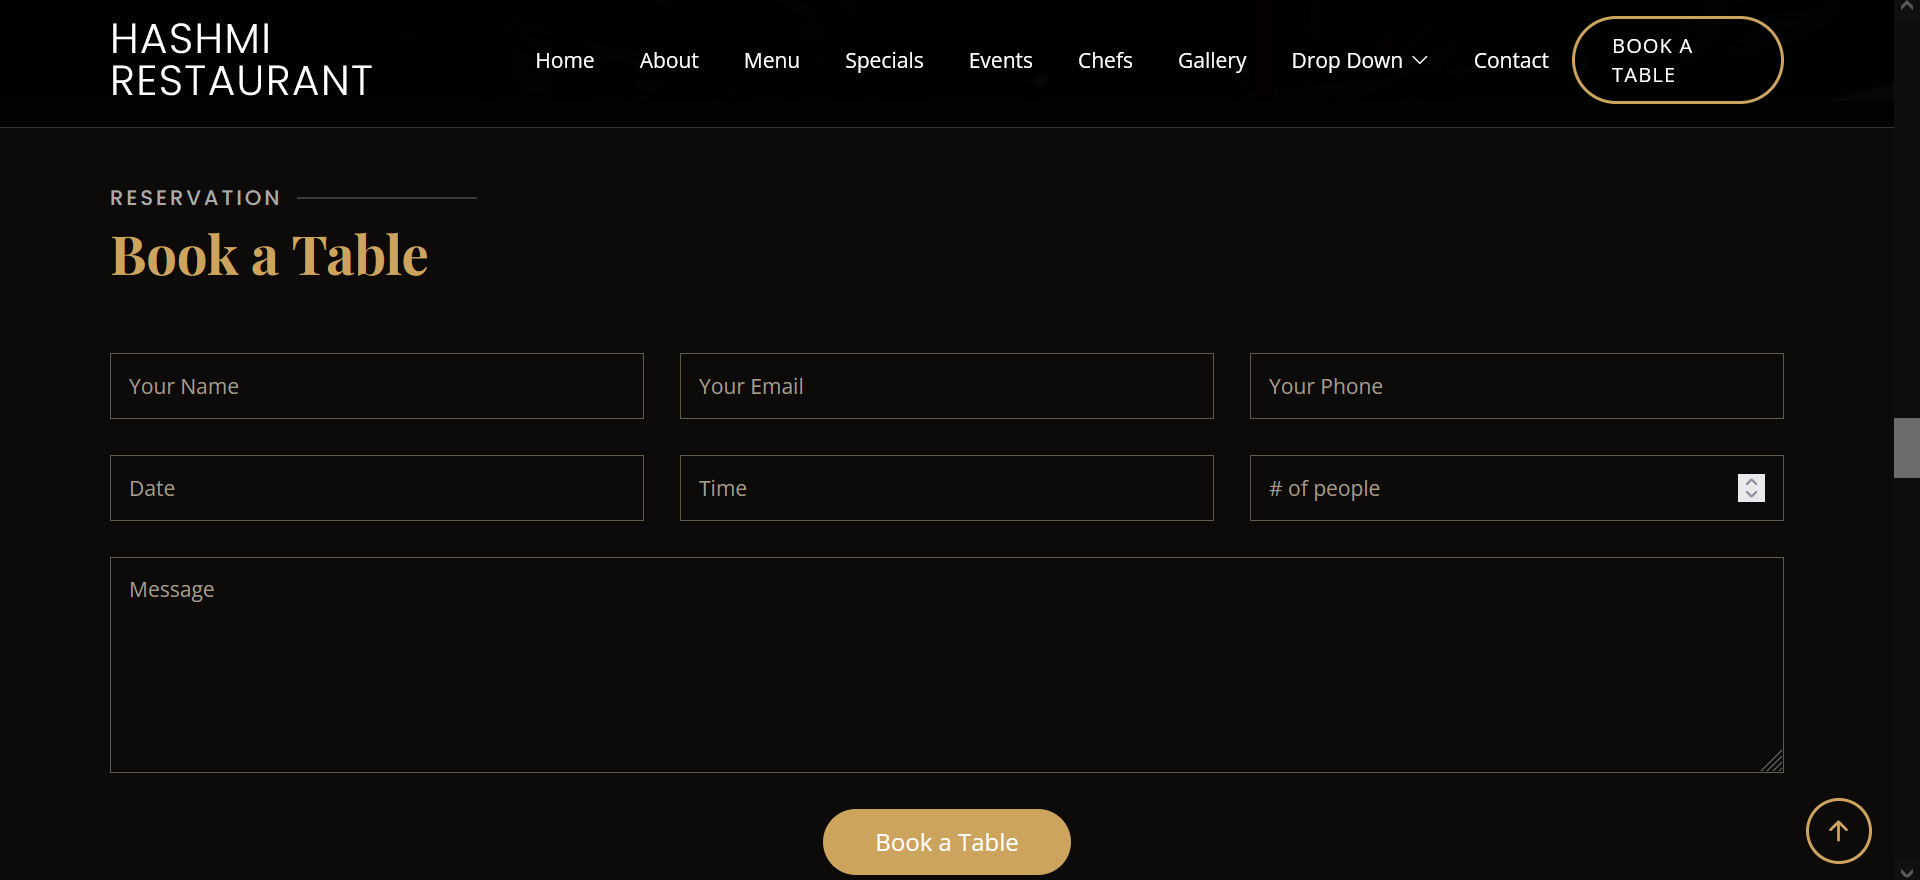 HASHMI
RESTAURANT
Home About Menu Specials Events Chefs Gallery Drop Down Contact
BOOK A
TABLE
RESERVATION
Book a Table
Your Name Your Email Your Phone
Date Time # of people
Message
Book a Table